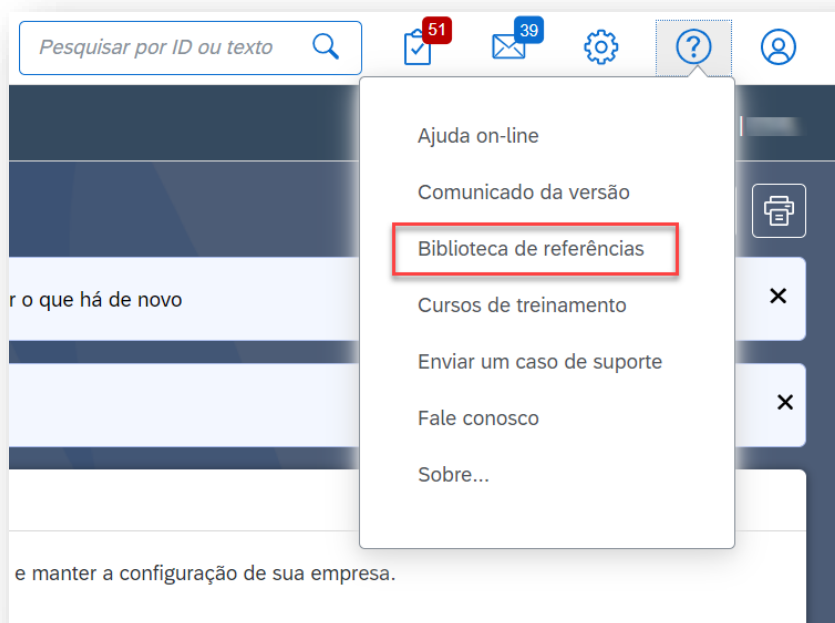 Pesquisar por ID ou texto
51
39
Ajuda on-line
Comunicado da versão
Biblioteca de referências
r o que há de novo
Cursos de treinamento
Enviar um caso de suporte
Fale conosco
Sobre...
e manter a configuração de sua empresa.